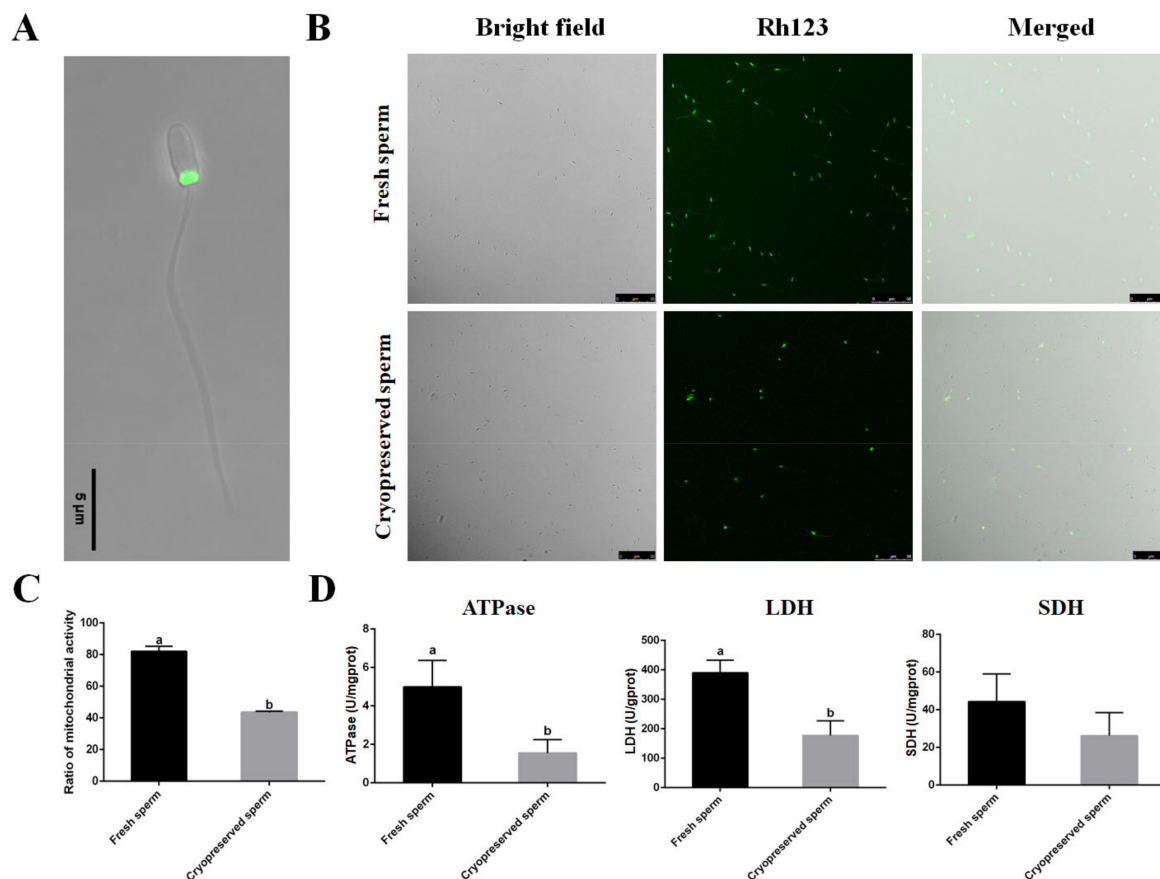 A
B
Bright field
Rh123
Merged
Fresh sperm
Cryopreserved sperm
5 µm
C
Ratio of mitochondrial activity
100
80
60
40
20
0
a
b
Fresh sperm
Cryopreserved sperm
D
ATPase
ATPase (U/mgprot)
8
6
4
2
0
a
b
Fresh sperm
Cryopreserved sperm
LDH
LDH (U/gprot)
500
400
300
200
100
0
a
b
Fresh sperm
Cryopreserved sperm
SDH
SDH (U/mgprot)
80
60
40
20
0
Fresh sperm
Cryopreserved sperm